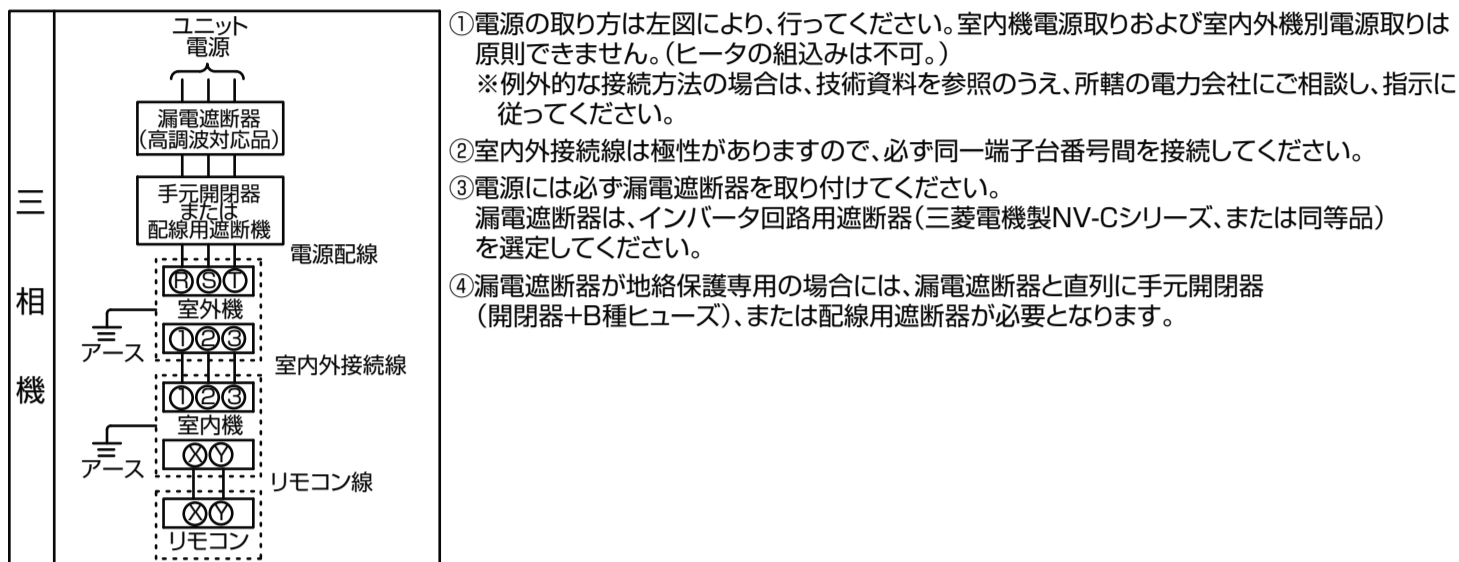 三相機
ユニット
電源
漏電遮断器
(高調波対応品)
手元開閉器
または
配線用遮断機
電源配線
ⓇⓈⓉ
室外機
アース
①②③
室内外接続線
①②③
室内機
アース
ⓍⓎ
リモコン線
ⓍⓎ
リモコン
①電源の取り方は左図により、行ってください。室内機電源取りおよび室内外機別電源取りは
原則できません。(ヒータの組込みは不可。)
※例外的な接続方法の場合は、技術資料を参照のうえ、所轄の電力会社にご相談し、指示に
従ってください。
②室内外接続線は極性がありますので、必ず同一端子台番号間を接続してください。
③電源には必ず漏電遮断器を取り付けてください。
漏電遮断器は、インバータ回路用遮断器(三菱電機製NV-Cシリーズ、または同等品)
を選定してください。
④漏電遮断器が地絡保護専用の場合には、漏電遮断器と直列に手元開閉器
(開閉器+B種ヒューズ)、または配線用遮断器が必要となります。